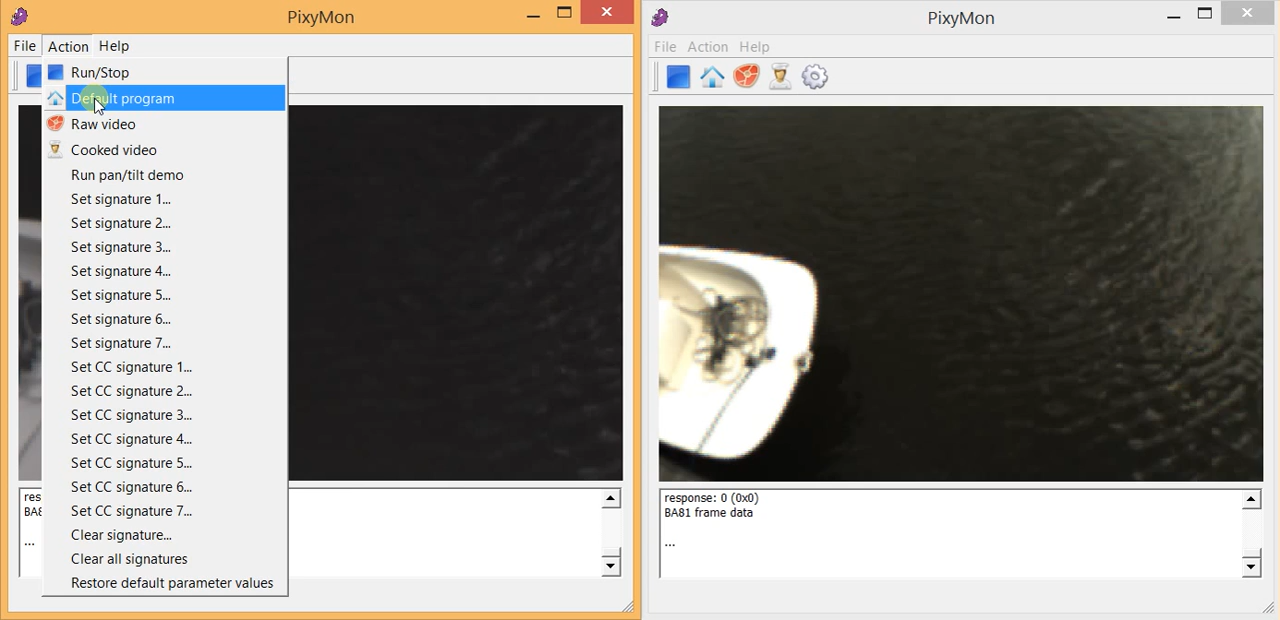 PixyMon
File Action Help
Run/Stop
Default program
Raw video
Cooked video
Run pan/tilt demo
Set signature 1...
Set signature 2...
Set signature 3...
Set signature 4...
Set signature 5...
Set signature 6...
Set signature 7...
Set CC signature 1...
Set CC signature 2...
Set CC signature 3...
Set CC signature 4...
Set CC signature 5...
Set CC signature 6...
Set CC signature 7...
Clear signature...
Clear all signatures
Restore default parameter values
res
BA8
...
PixyMon
File Action Help
response: 0 (0x0)
BA81 frame data
...